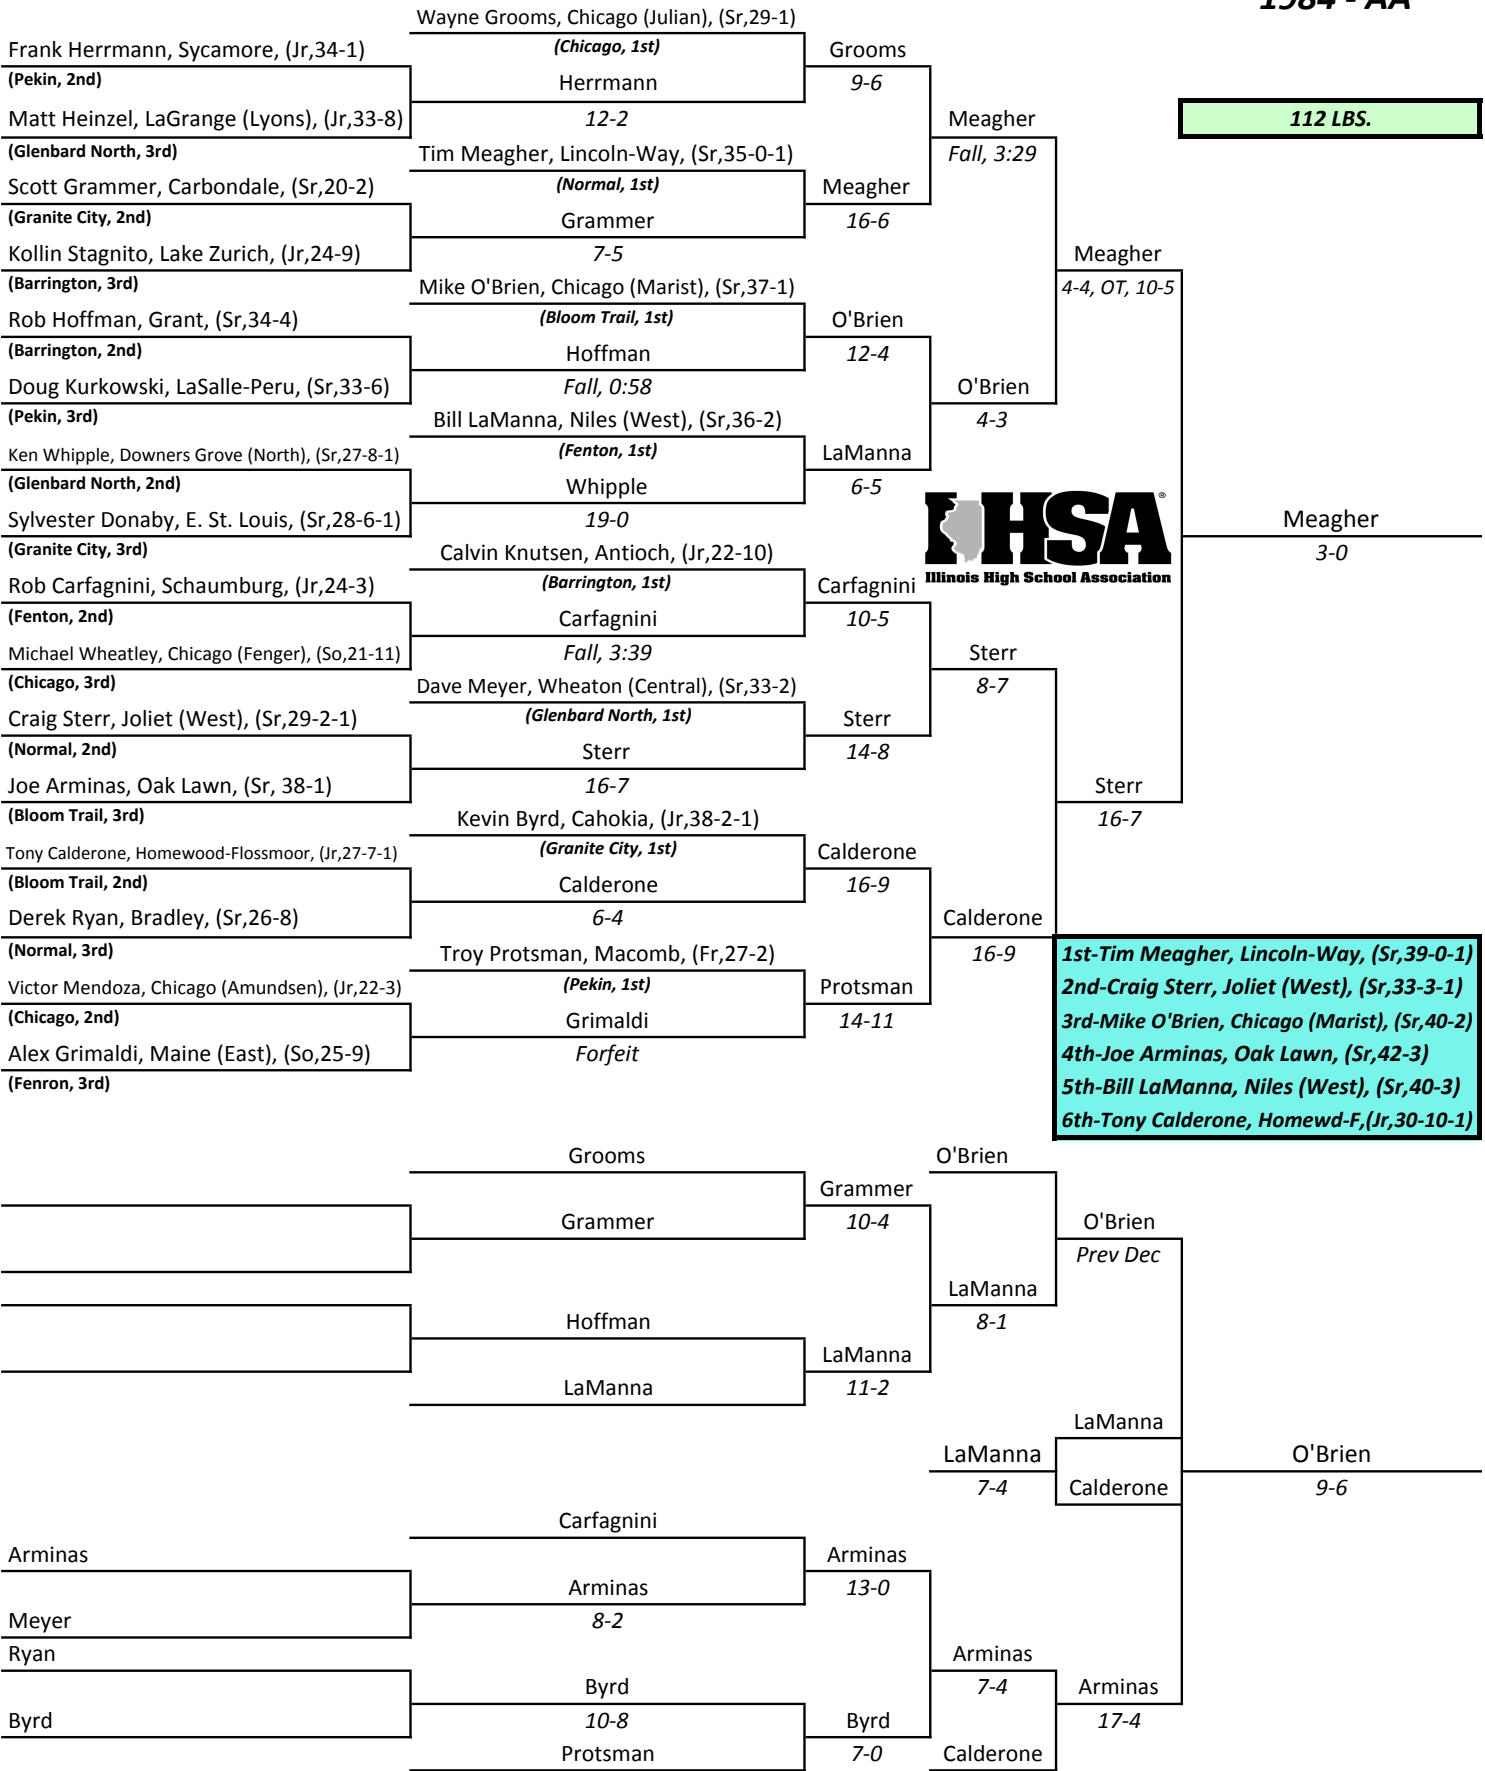 1984 - AA
Wayne Grooms, Chicago (Julian), (Sr,29-1)
Frank Herrmann, Sycamore, (Jr,34-1)
(Chicago, 1st)
Grooms
(Pekin, 2nd)
Herrmann
9-6
Matt Heinzel, LaGrange (Lyons), (Jr,33-8)
12-2
Meagher
112 LBS.
(Glenbard North, 3rd)
Tim Meagher, Lincoln-Way, (Sr,35-0-1)
Fall, 3:29
Scott Grammer, Carbondale, (Sr,20-2)
(Normal, 1st)
Meagher
(Granite City, 2nd)
Grammer
16-6
Kollin Stagnito, Lake Zurich, (Jr,24-9)
7-5
Meagher
(Barrington, 3rd)
Mike O'Brien, Chicago (Marist), (Sr,37-1)
4-4, OT, 10-5
Rob Hoffman, Grant, (Sr,34-4)
(Bloom Trail, 1st)
O'Brien
(Barrington, 2nd)
Hoffman
12-4
Doug Kurkowski, LaSalle-Peru, (Sr,33-6)
Fall, 0:58
O'Brien
(Pekin, 3rd)
Bill LaManna, Niles (West), (Sr,36-2)
4-3
Ken Whipple, Downers Grove (North), (Sr,27-8-1)
(Fenton, 1st)
LaManna
(Glenbard North, 2nd)
Whipple
6-5
Sylvester Donaby, E. St. Louis, (Sr,28-6-1)
19-0
IHSA®
Meagher
(Granite City, 3rd)
Calvin Knutsen, Antioch, (Jr,22-10)
3-0
Illinois High School Association
Rob Carfagnini, Schaumburg, (Jr,24-3)
(Barrington, 1st)
Carfagnini
(Fenton, 2nd)
Carfagnini
10-5
Michael Wheatley, Chicago (Fenger), (So,21-11)
Fall, 3:39
Sterr
(Chicago, 3rd)
Dave Meyer, Wheaton (Central), (Sr,33-2)
8-7
Craig Sterr, Joliet (West), (Sr,29-2-1)
(Glenbard North, 1st)
Sterr
(Normal, 2nd)
Sterr
14-8
Joe Arminas, Oak Lawn, (Sr, 38-1)
16-7
Sterr
(Bloom Trail, 3rd)
Kevin Byrd, Cahokia, (Jr,38-2-1)
16-7
Tony Calderone, Homewood-Flossmoor, (Jr,27-7-1)
(Granite City, 1st)
Calderone
(Bloom Trail, 2nd)
Calderone
16-9
Derek Ryan, Bradley, (Sr,26-8)
6-4
Calderone
(Normal, 3rd)
Troy Protsman, Macomb, (Fr,27-2)
16-9
1st-Tim Meagher, Lincoln-Way, (Sr,39-0-1)
Victor Mendoza, Chicago (Amundsen), (Jr,22-3)
(Pekin, 1st)
Protsman
2nd-Craig Sterr, Joliet (West), (Sr,33-3-1)
(Chicago, 2nd)
Grimaldi
14-11
3rd-Mike O'Brien, Chicago (Marist), (Sr,40-2)
Alex Grimaldi, Maine (East), (So,25-9)
Forfeit
4th-Joe Arminas, Oak Lawn, (Sr,42-3)
(Fenron, 3rd)
5th-Bill LaManna, Niles (West), (Sr,40-3)
6th-Tony Calderone, Homewd-F,(Jr,30-10-1)
Grooms
O'Brien
Grammer
Grammer
10-4
O'Brien
Prev Dec
LaManna
Hoffman
8-1
LaManna
LaManna
11-2
LaManna
LaManna
O'Brien
7-4
Calderone
9-6
Carfagnini
Arminas
Arminas
Arminas
13-0
Meyer
8-2
Ryan
Arminas
Byrd
7-4
Arminas
Byrd
10-8
Byrd
17-4
Protsman
7-0
Calderone